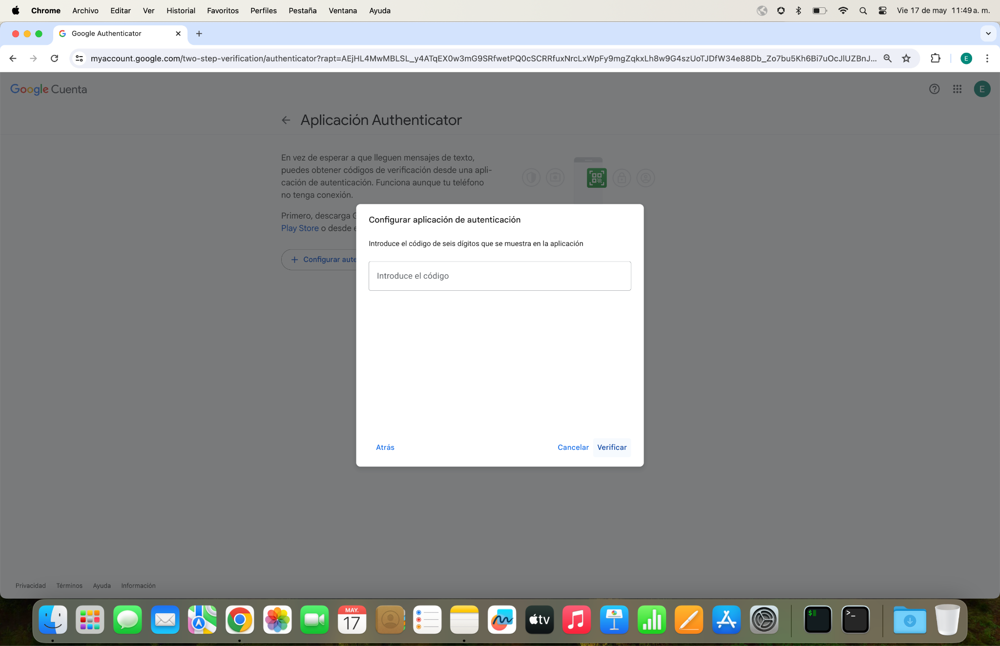 Chrome Archivo Editar Ver Historial Favoritos Perfiles Pestaña Ventana Ayuda Vie 17 de may 11:49 a. m.
Google Authenticator
myaccount.google.com/two-step-verification/authenticator?rapt=AEjHL4MwMBLSL_y4ATqEX0w3mG9SRfwetPQ0cSCRRfuxNrcLxWpFy9mgZqkxLh8w9G4szUoTJDfW34e88Db_Zo7bu5Kh6Bi7uOcJlUZBnJ... E
Google Cuenta E
Aplicación Authenticator
En vez de esperar a que lleguen mensajes de texto,
puedes obtener códigos de verificación desde una apli-
cación de autenticación. Funciona aunque tu teléfono
no tenga conexión.
Primero, descarga
Play Store o desde
Configurar aute
Configurar aplicación de autenticación
Introduce el código de seis dígitos que se muestra en la aplicación
Introduce el código
Atrás Cancelar Verificar
Privacidad Términos Ayuda Información
MAY.
17
tv
$
>_